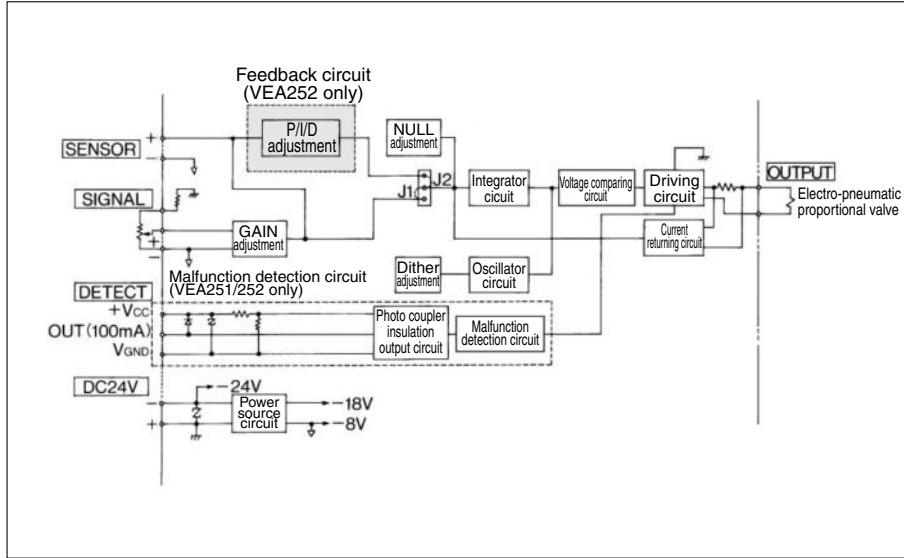 Feedback circuit
(VEA252 only)
P/I/D
adjustment
NULL
adjustment
SENSOR
+
−
J2
J1
Integrator
cicuit
Voltage comparing
circuit
Driving
circuit
OUTPUT
Electro-pneumatic
proportional valve
SIGNAL
+
−
GAIN
adjustment
Current
returning circuit
Dither
adjustment
Oscillator
circuit
Malfunction detection circuit
(VEA251/252 only)
DETECT
+VCC
OUT(100mA)
VGND
Photo coupler
insulation
output circuit
Malfunction
detection circuit
DC24V
−
+
−24V
Power
source
circuit
−18V
−8V